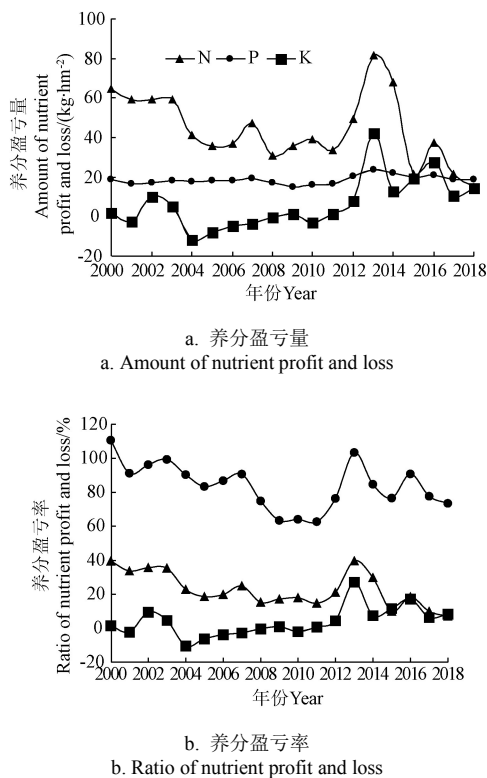 100
80
60
40
20
0
-20
养分盈亏量
Amount of nutrient
profit and loss/(kg·hm⁻²)
N P K
2000 2002 2004 2006 2008 2010 2012 2014 2016 2018
年份Year
a. 养分盈亏量
a. Amount of nutrient profit and loss
120
100
80
60
40
20
0
-20
养分盈亏率
Ratio of nutrient profit and loss/%
2000 2002 2004 2006 2008 2010 2012 2014 2016 2018
年份Year
b. 养分盈亏率
b. Ratio of nutrient profit and loss